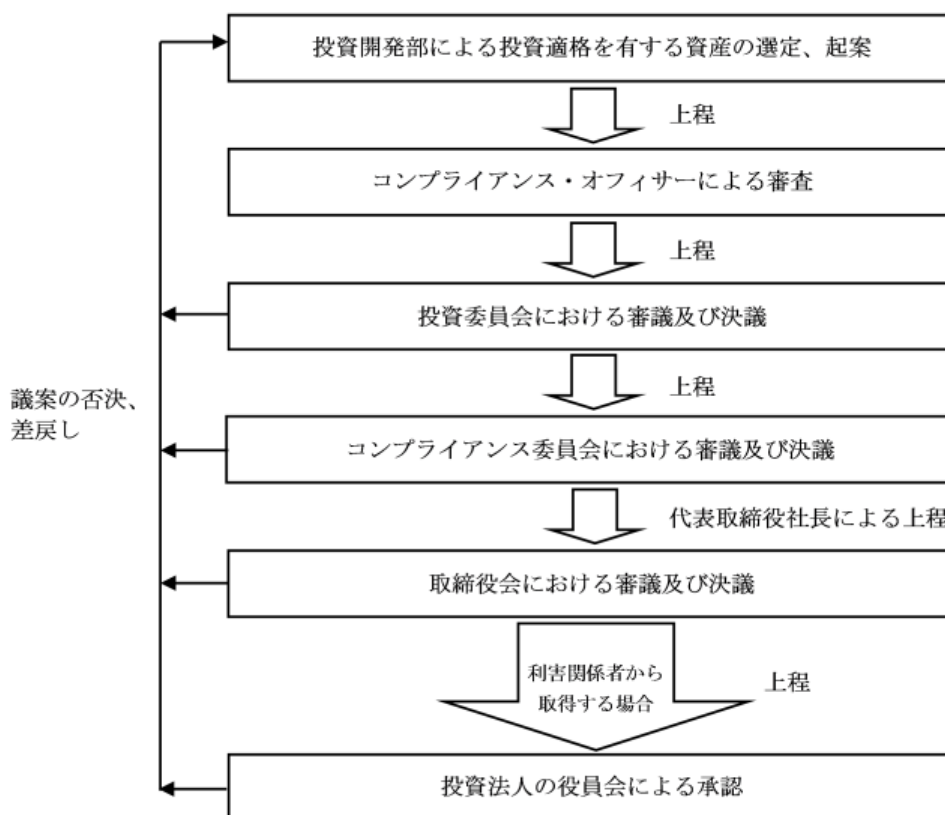 投資開発部による投資適格を有する資産の選定、起案
上程
コンプライアンス・オフィサーによる審査
上程
投資委員会における審議及び決議
上程
議案の否決、
差戻し
コンプライアンス委員会における審議及び決議
代表取締役社長による上程
取締役会における審議及び決議
利害関係者から
取得する場合
上程
投資法人の役員会による承認